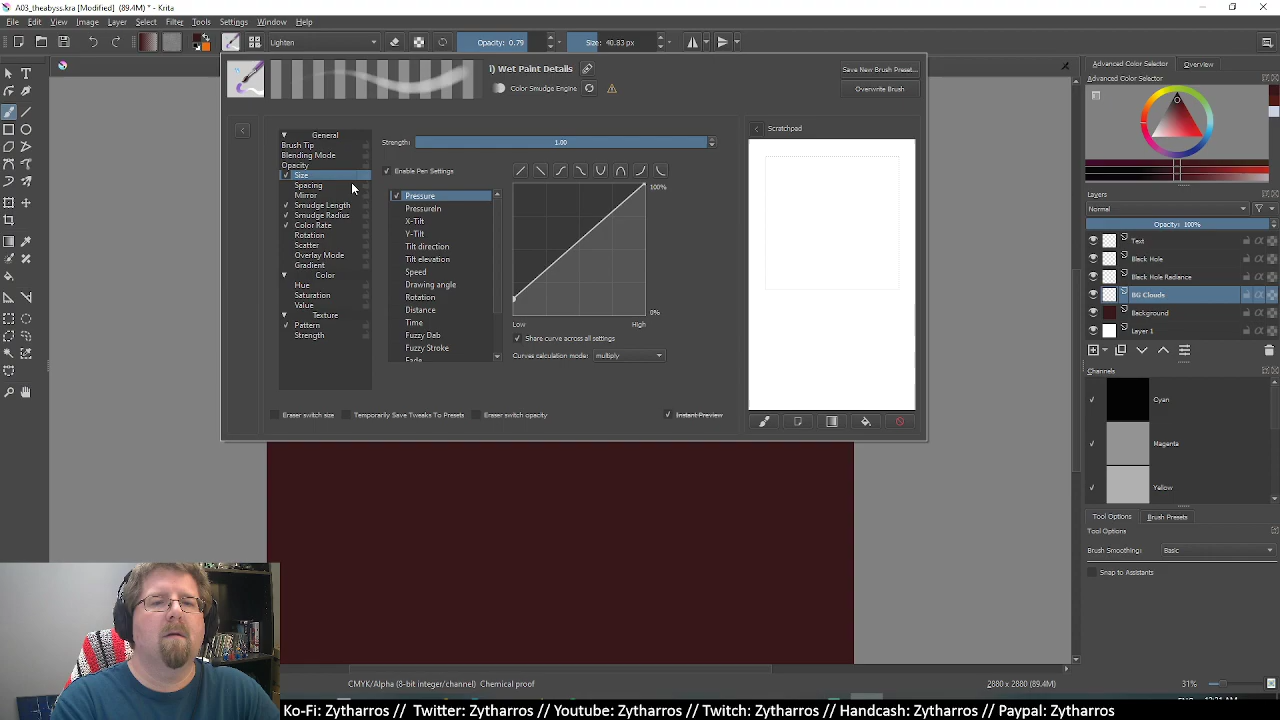 A03_theabyss.kra [Modified] (89.4M) - Krita
File Edit View Image Layer Select Filter Tools Settings Window Help
Lighten
Opacity: 0.79
Size: 40.83 px
l) Wet Paint Details
Color Smudge Engine
Save New Brush Preset...
Overwrite Brush
General
Brush Tip
Blending Mode
Opacity
Size
Spacing
Mirror
Smudge Length
Smudge Radius
Color Rate
Rotation
Scatter
Overlay Mode
Gradient
Color
Hue
Saturation
Value
Texture
Pattern
Strength
Strength: 1.00
Enable Pen Settings
Pressure
PressureIn
X-Tilt
Y-Tilt
Tilt direction
Tilt elevation
Speed
Drawing angle
Rotation
Distance
Time
Fuzzy Dab
Fuzzy Stroke
Fade
100%
0%
Low High
Share curve across all settings
Curves calculation mode: multiply
Eraser switch size
Temporarily Save Tweaks To Presets
Eraser switch opacity
Instant Preview
Scratchpad
Advanced Color Selector
Overview
Advanced Color Selector
Layers
Normal
Opacity: 100%
Text
Black Hole
Black Hole Radiance
BG Clouds
Background
Layer 1
Channels
Cyan
Magenta
Yellow
Tool Options
Brush Presets
Tool Options
Brush Smoothing: Basic
Snap to Assistants
CMYK/Alpha (8-bit integer/channel) Chemical proof
2880 x 2880 (89.4M)
31%
Ko-Fi: Zytharros // Twitter: Zytharros // Youtube: Zytharros // Twitch: Zytharros // Handcash: Zytharros // Paypal: Zytharros